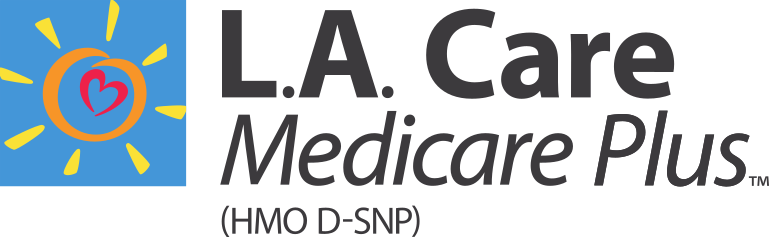 L.A. Care
Medicare Plus™
(HMO D-SNP)